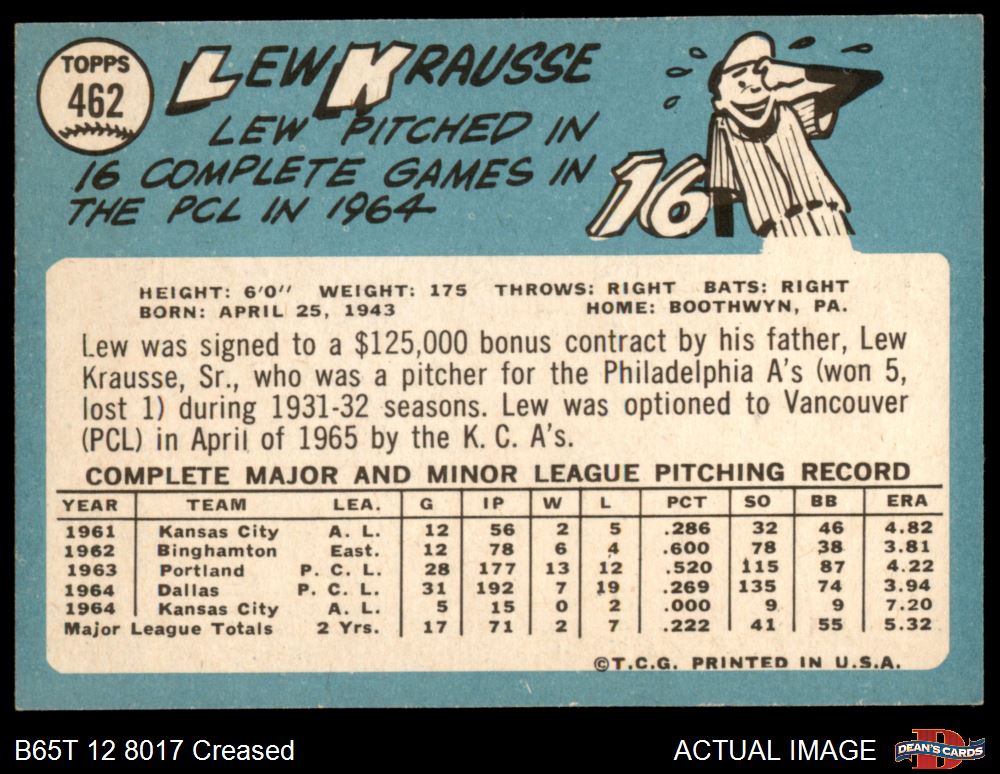 TOPPS
462
LEW KRAUSSE
LEW PITCHED IN
16 COMPLETE GAMES IN
THE PCL IN 1964
16
HEIGHT: 6'0" WEIGHT: 175 THROWS: RIGHT BATS: RIGHT
BORN: APRIL 25, 1943 HOME: BOOTHWYN, PA.
Lew was signed to a $125,000 bonus contract by his father, Lew
Krausse, Sr., who was a pitcher for the Philadelphia A's (won 5,
lost 1) during 1931-32 seasons. Lew was optioned to Vancouver
(PCL) in April of 1965 by the K. C. A's.
COMPLETE MAJOR AND MINOR LEAGUE PITCHING RECORD
YEAR TEAM LEA. G IP W L PCT SO BB ERA
1961 Kansas City A. L. 12 56 2 5 .286 32 46 4.82
1962 Binghamton East. 12 78 6 4 .600 78 38 3.81
1963 Portland P. C. L. 28 177 13 12 .520 115 87 4.22
1964 Dallas P. C. L. 31 192 7 19 .269 135 74 3.94
1964 Kansas City A. L. 5 15 0 2 .000 9 9 7.20
Major League Totals 2 Yrs. 17 71 2 7 .222 41 55 5.32
©T.C.G. PRINTED IN U.S.A.
B65T 12 8017 Creased
ACTUAL IMAGE
D
DEAN'S CARDS